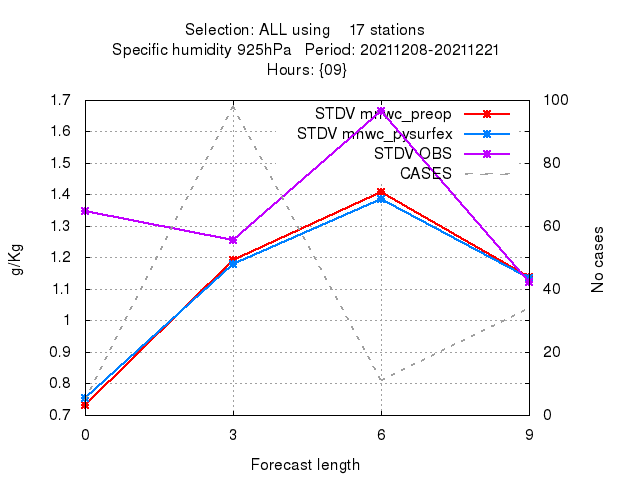 Selection: ALL using 17 stations
Specific humidity 925hPa Period: 20211208-20211221
Hours: {09}
1.7
1.6
1.5
1.4
1.3
1.2
1.1
1
0.9
0.8
0.7
g/Kg
STDV mnwc_preop
STDV mnwc_pysurfex
STDV OBS
CASES
100
80
60
40
20
0
No cases
0 3 6 9
Forecast length